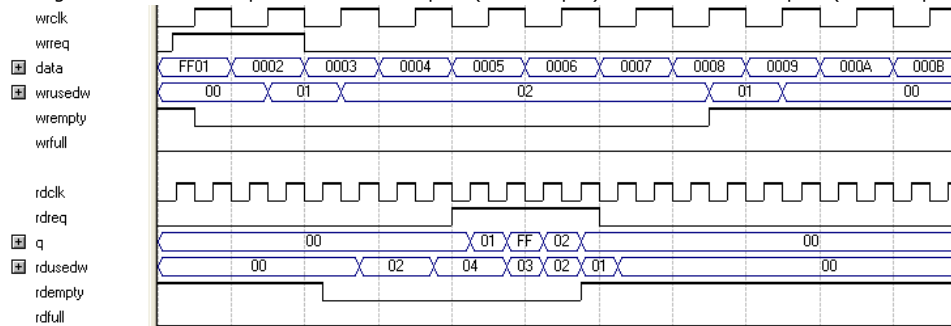 wrclk
wrreq
data FF01 0002 0003 0004 0005 0006 0007 0008 0009 000A 000B
wrusedw 00 01 02 01 00
wrempty
wrfull
rdclk
rdreq
q 00 01 FF 02 00
rdusedw 00 02 04 03 02 01 00
rdempty
rdfull